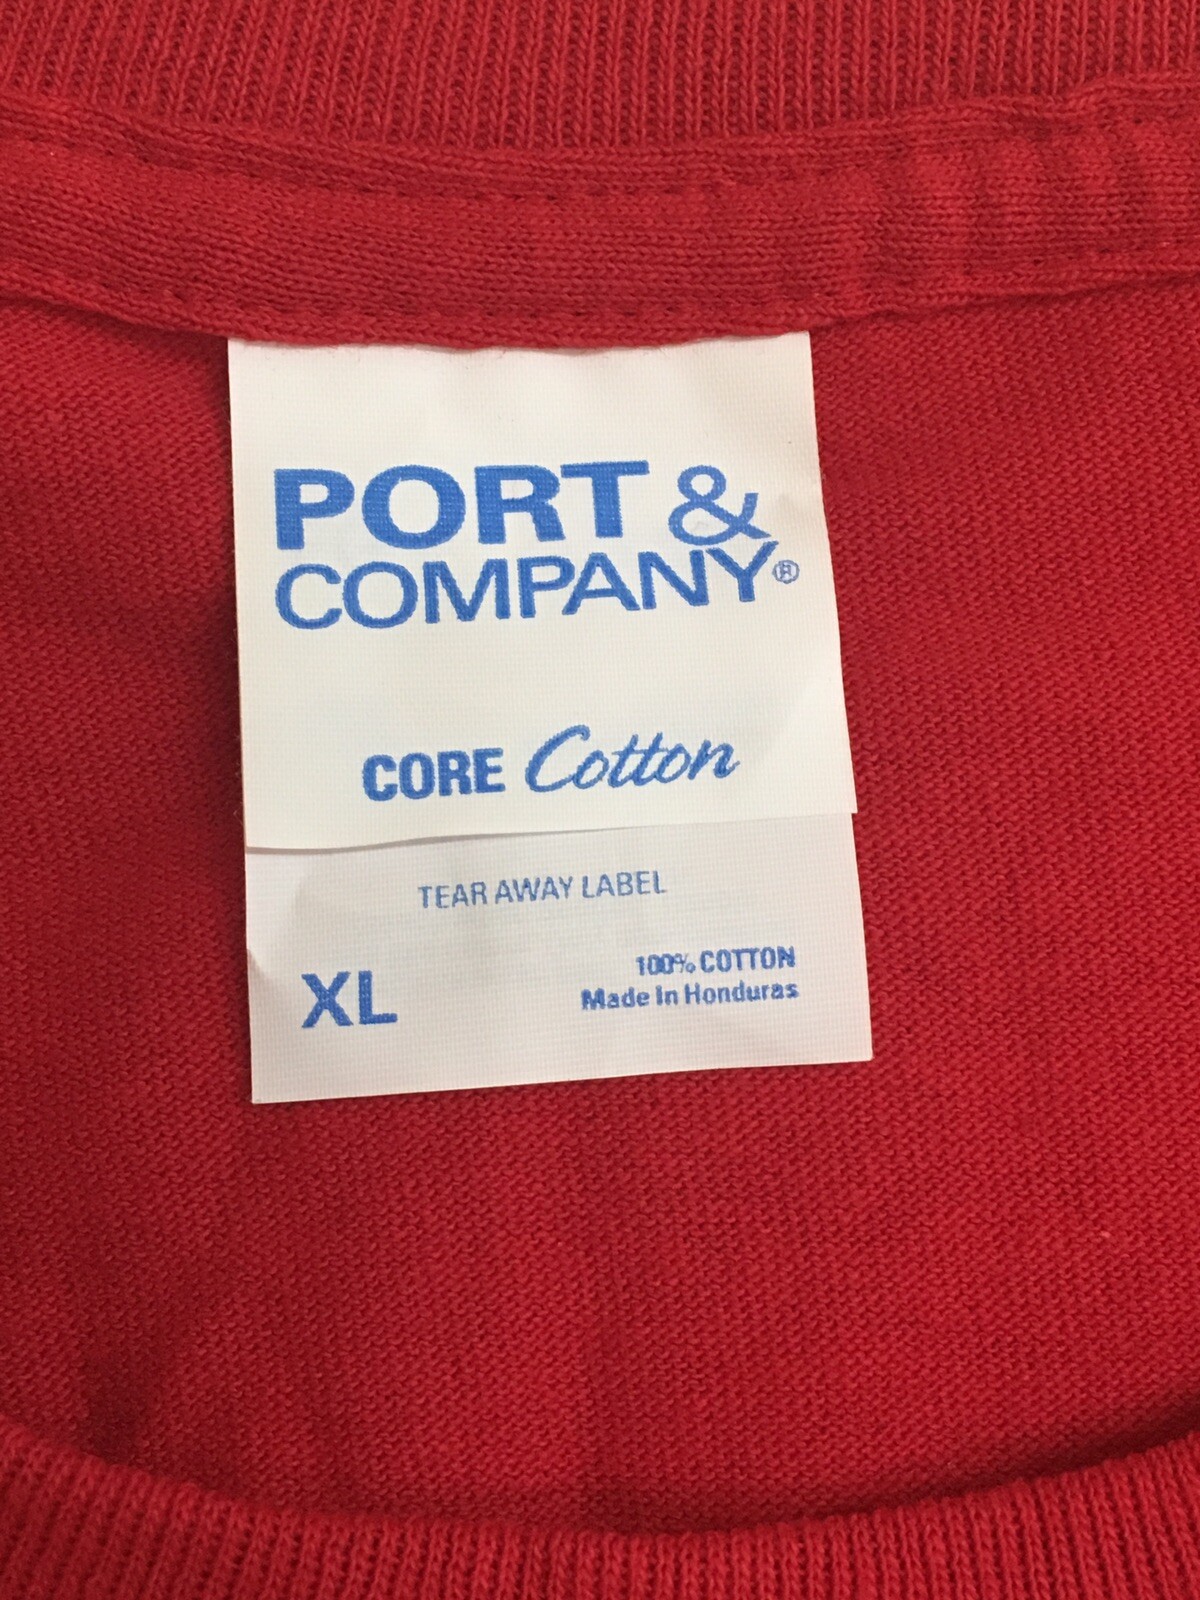 PORT &
COMPANY®
CORE Cotton
TEAR AWAY LABEL
XL
100% COTTON
Made In Honduras